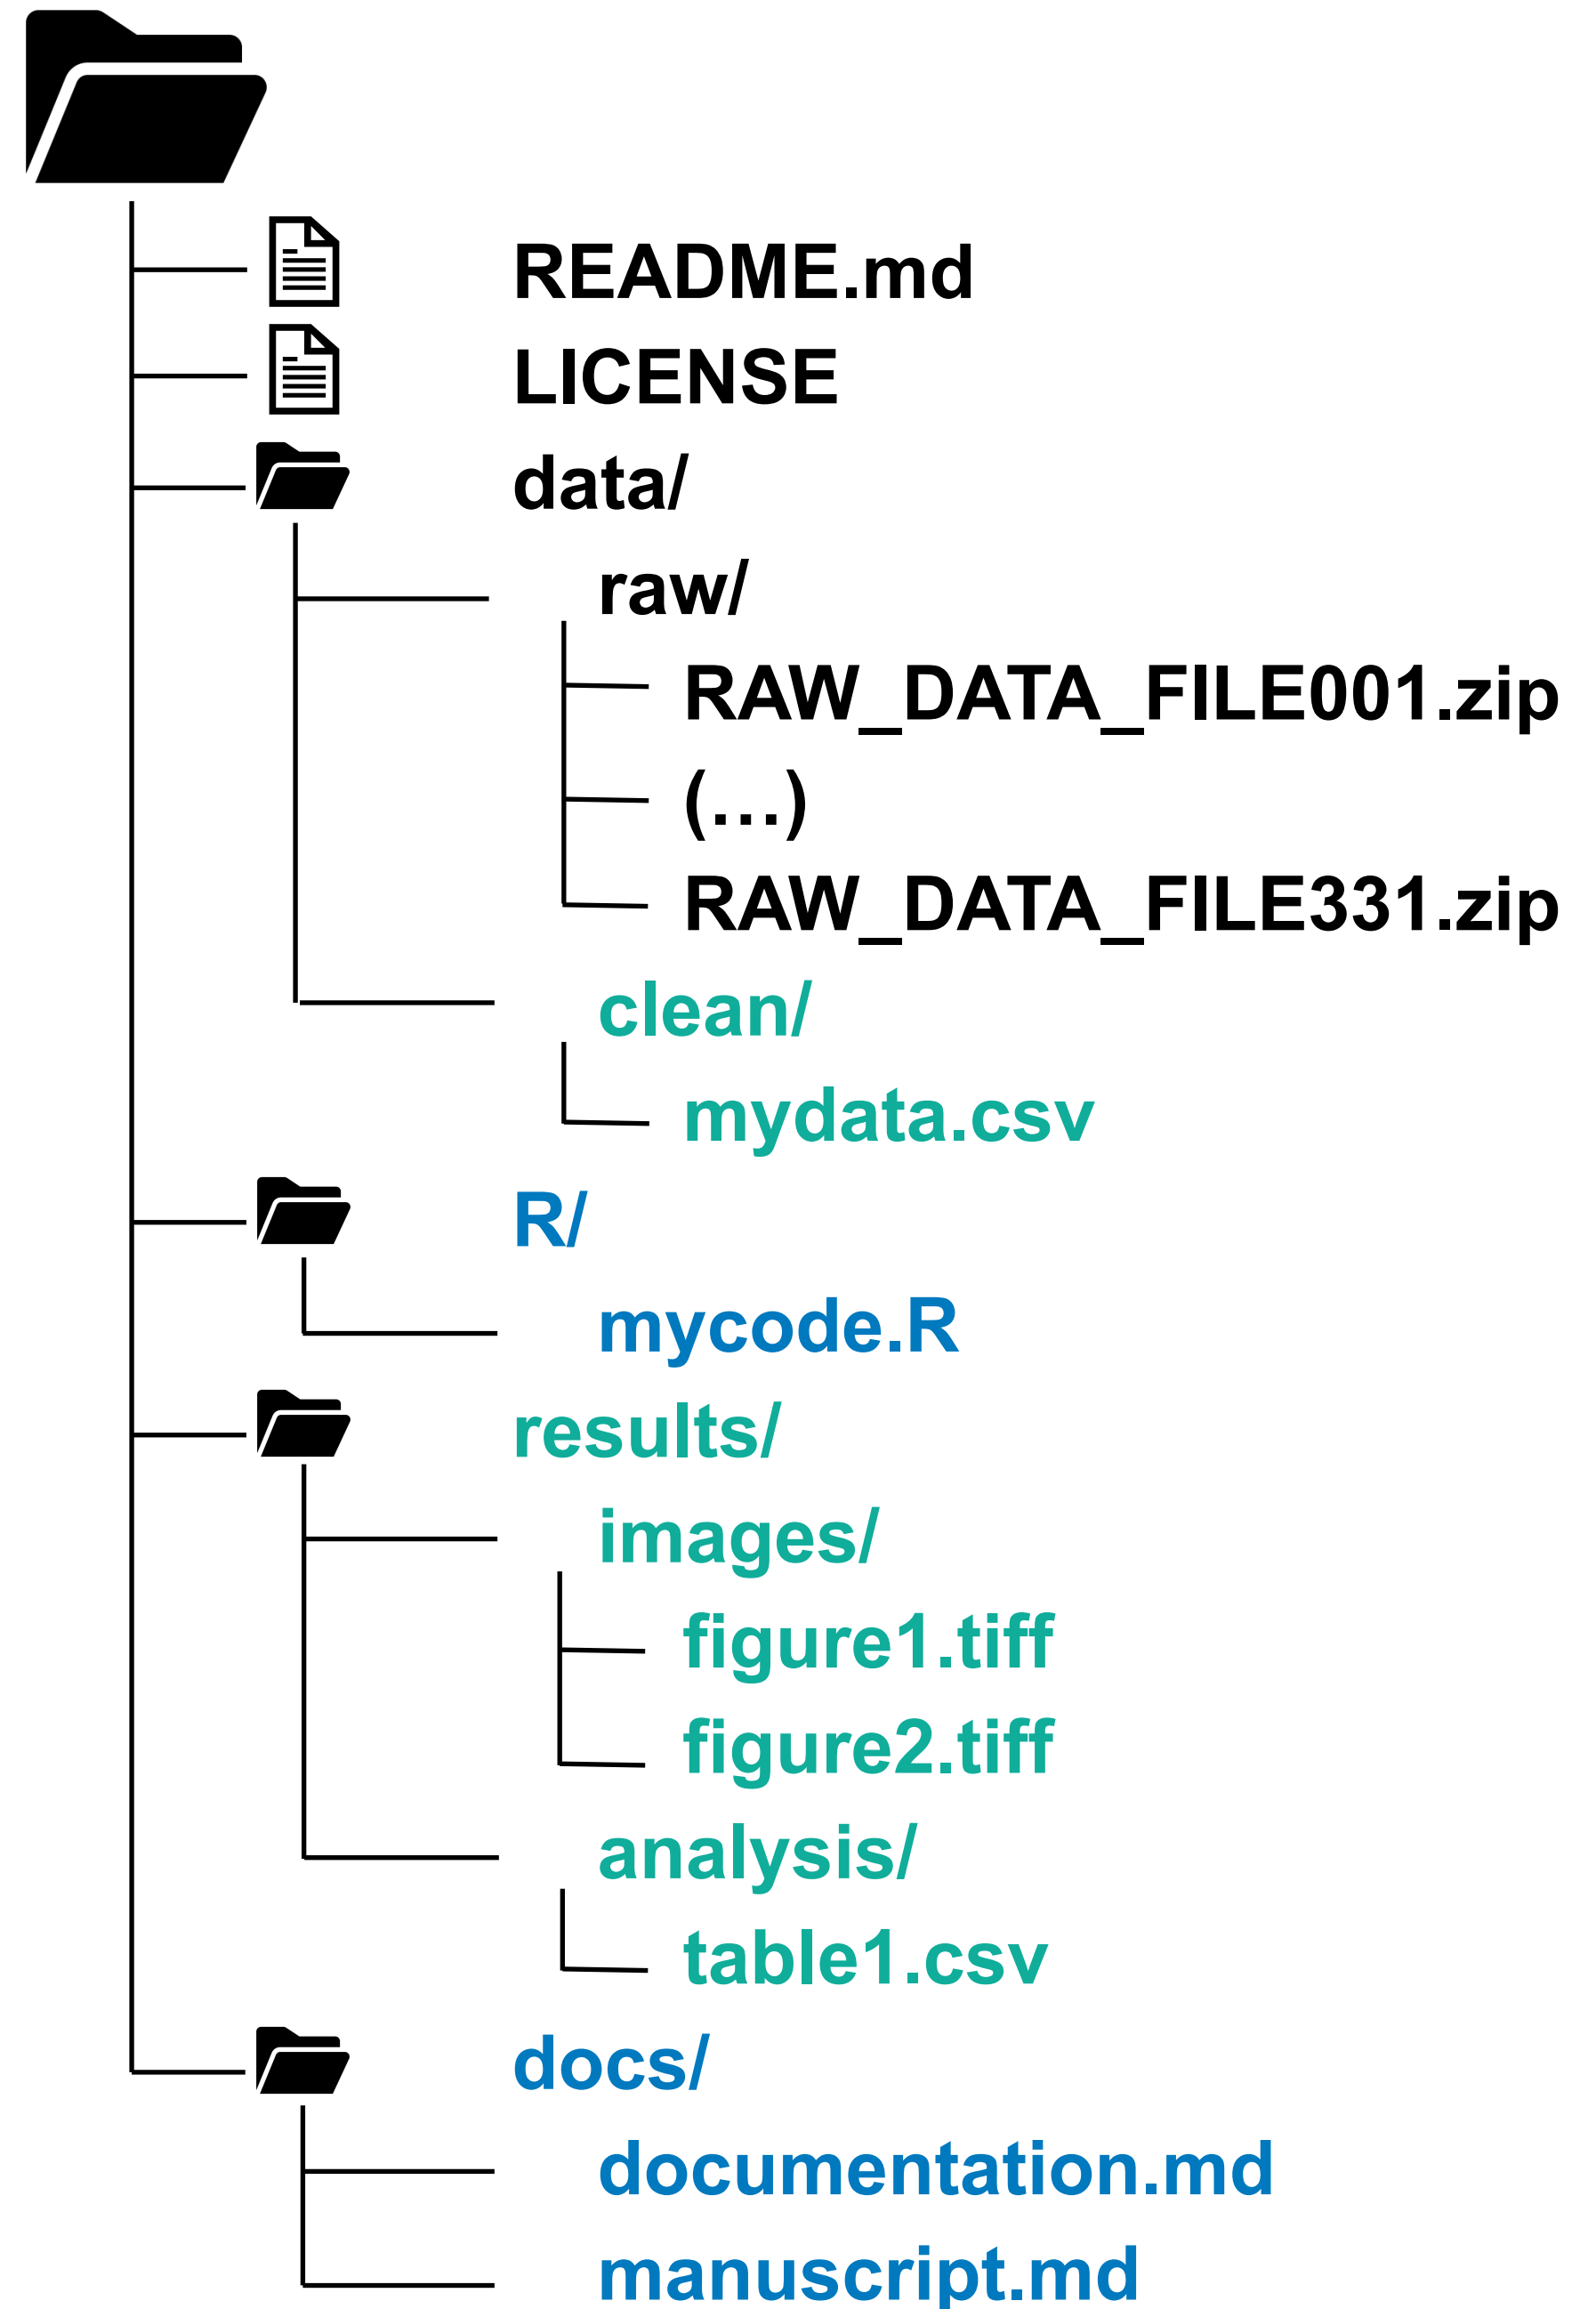 README.md
LICENSE
data/
raw/
RAW_DATA_FILE001.zip
(...)
RAW_DATA_FILE331.zip
clean/
mydata.csv
R/
mycode.R
results/
images/
figure1.tiff
figure2.tiff
analysis/
table1.csv
docs/
documentation.md
manuscript.md